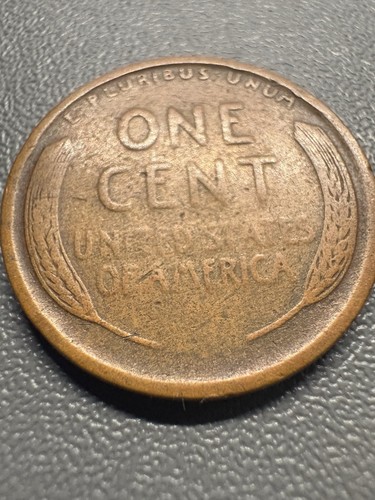 E·PLURIBUS·UNUM
ONE
CENT
UNITED STATES
OF AMERICA